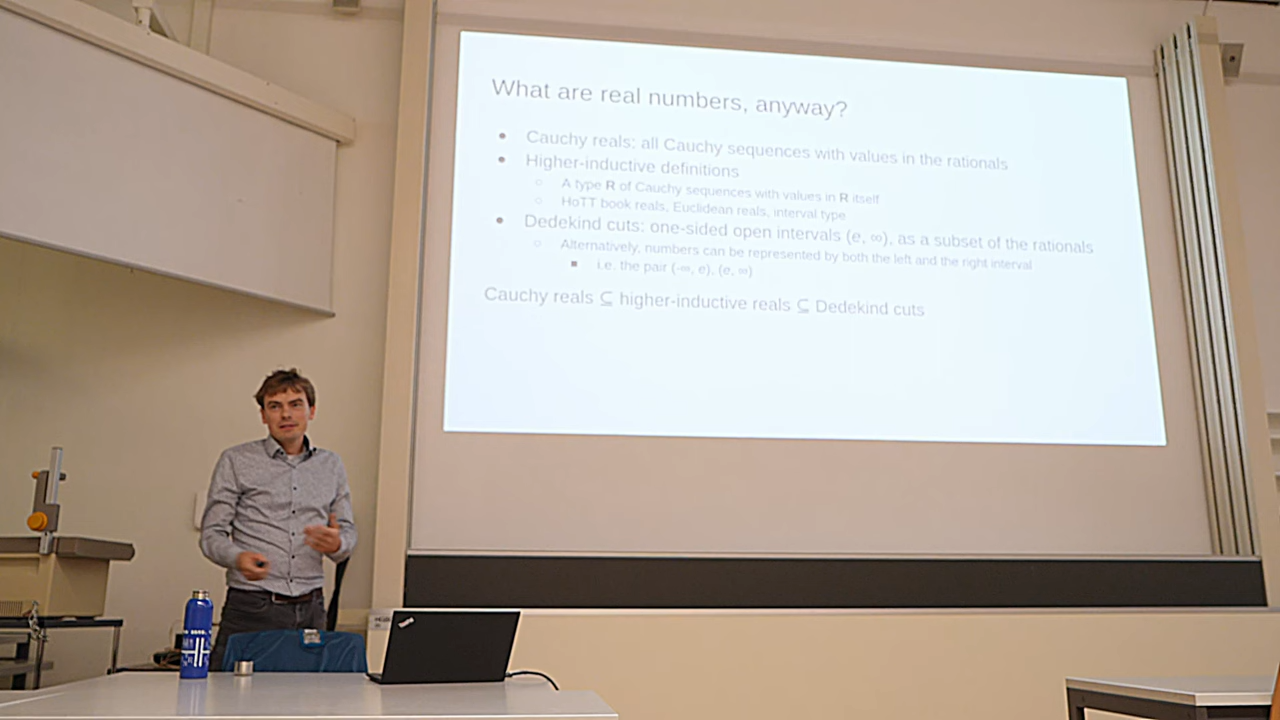 What are real numbers, anyway?
● Cauchy reals: all Cauchy sequences with values in the rationals
● Higher-inductive definitions
○ A type R of Cauchy sequences with values in R itself
○ HoTT book reals, Euclidean reals, interval type
● Dedekind cuts: one-sided open intervals (e, ∞), as a subset of the rationals
○ Alternatively, numbers can be represented by both the left and the right interval
■ i.e. the pair (-∞, e), (e, ∞)
Cauchy reals ⊆ higher-inductive reals ⊆ Dedekind cuts
ThinkPad